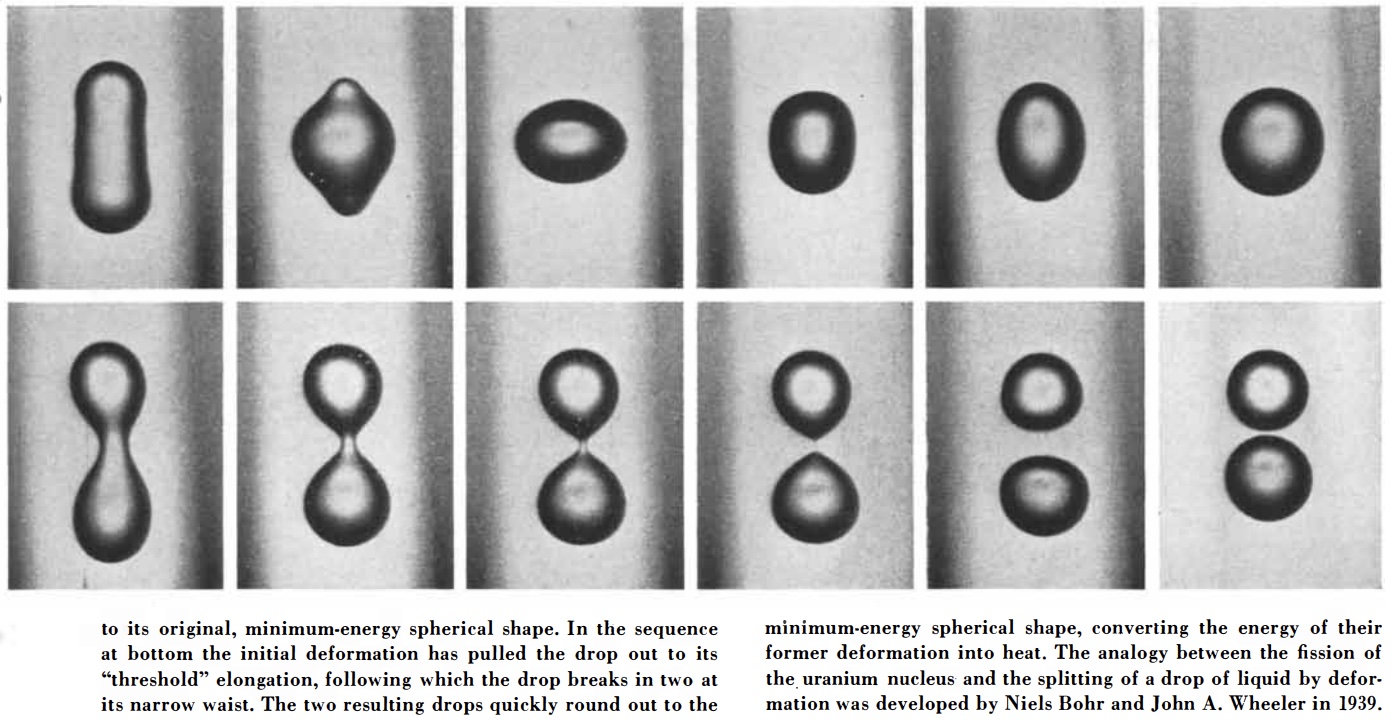 to its original, minimum-energy spherical shape. In the sequence
at bottom the initial deformation has pulled the drop out to its
“threshold” elongation, following which the drop breaks in two at
its narrow waist. The two resulting drops quickly round out to the
minimum-energy spherical shape, converting the energy of their
former deformation into heat. The analogy between the fission of
the uranium nucleus and the splitting of a drop of liquid by defor-
mation was developed by Niels Bohr and John A. Wheeler in 1939.